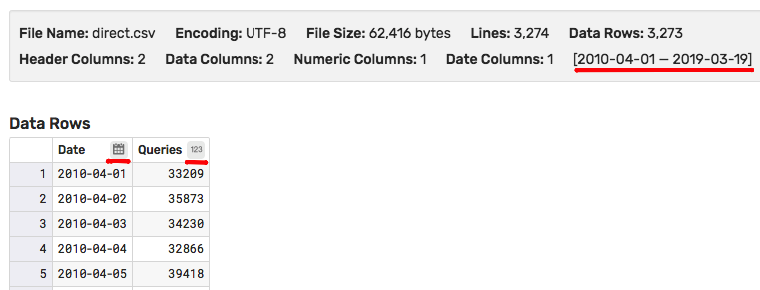 File Name: direct.csv Encoding: UTF-8 File Size: 62,416 bytes Lines: 3,274 Data Rows: 3,273
Header Columns: 2 Data Columns: 2 Numeric Columns: 1 Date Columns: 1 [2010-04-01 — 2019-03-19]
Data Rows
Date Queries 123
1 2010-04-01 33209
2 2010-04-02 35873
3 2010-04-03 34230
4 2010-04-04 32866
5 2010-04-05 39418